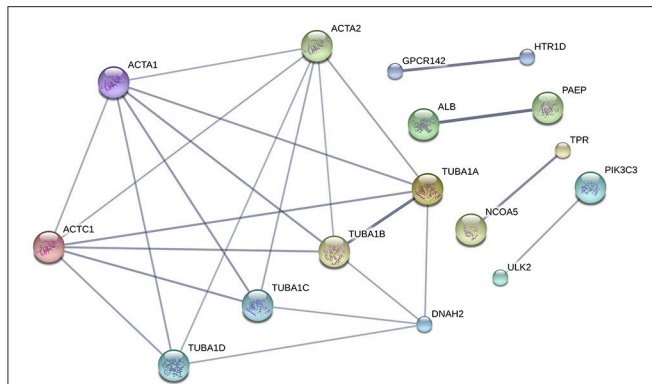 ACTA2
ACTA1
HTR1D
GPCR142
PAEP
ALB
TPR
TUBA1A
PIK3C3
NCOA5
ACTC1
TUBA1B
ULK2
TUBA1C
DNAH2
TUBA1D